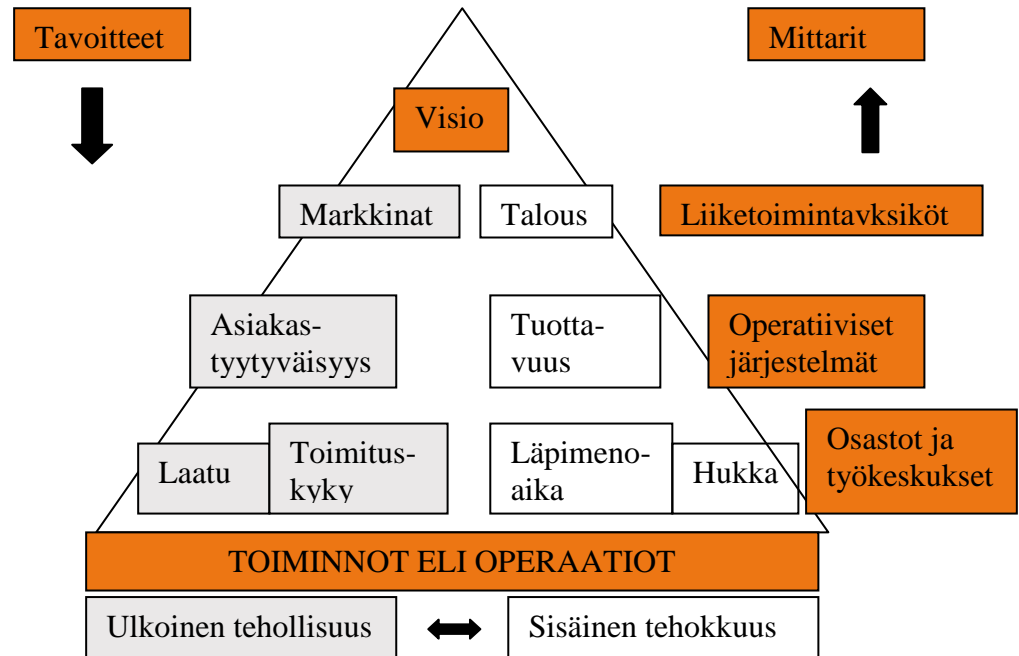 Tavoitteet
Mittarit
Visio
Markkinat
Talous
Liiketoimintavksiköt
Asiakas-
tyytyväisyys
Tuotta-
vuus
Operatiiviset
järjestelmät
Laatu
Toimitus-
kyky
Läpimeno-
aika
Hukka
Osastot ja
työkeskukset
TOIMINNOT ELI OPERAATIOT
Ulkoinen tehollisuus
Sisäinen tehokkuus